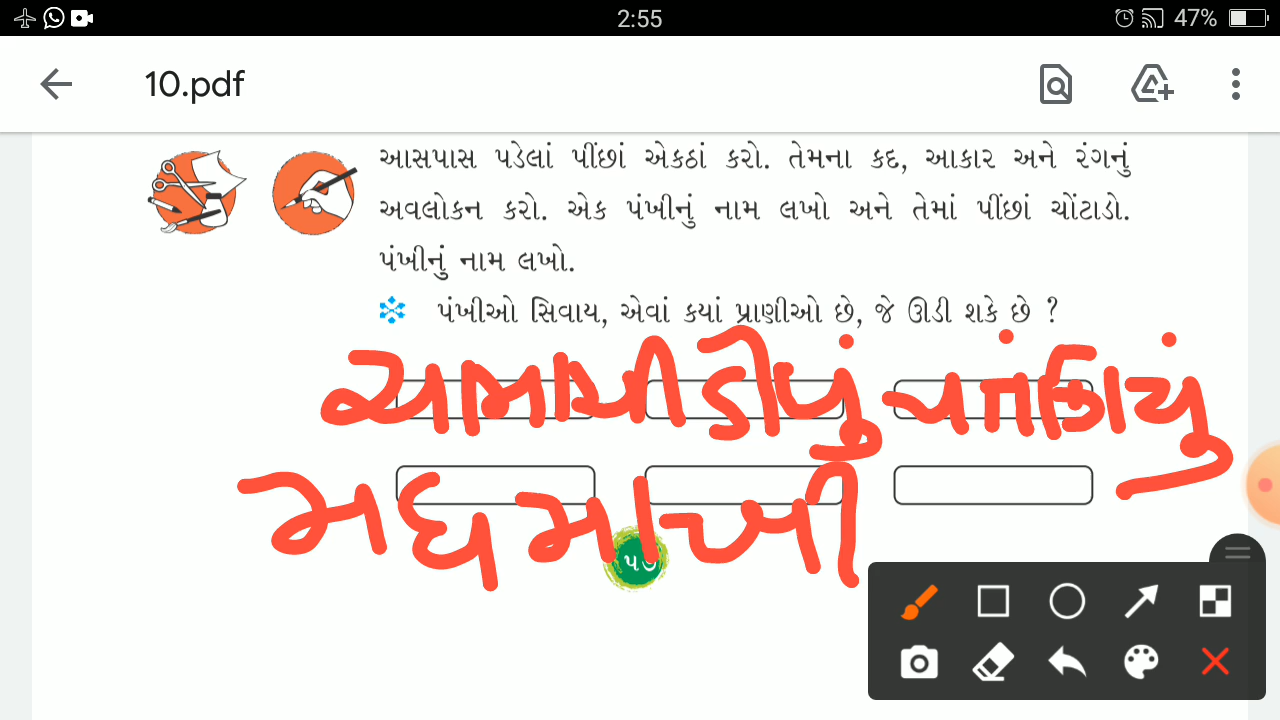 2:55
47%
10.pdf
આસપાસ પડેલાં પીંછાં એકઠાં કરો. તેમના કદ, આકાર અને રંગનું
અવલોકન કરો. એક પંખીનું નામ લખો અને તેમાં પીંછાં ચોંટાડો.
પંખીનું નામ લખો.
પંખીઓ સિવાય, એવાં કયાં પ્રાણીઓ છે, જે ઊડી શકે છે ?
મધમાખી
૫૭